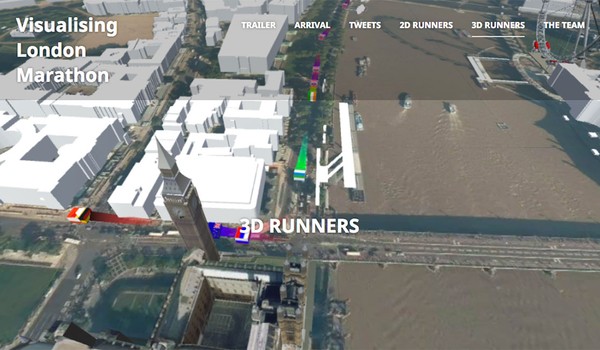 Visualising
London
Marathon
TRAILER ARRIVAL TWEETS 2D RUNNERS 3D RUNNERS THE TEAM
3D RUNNERS